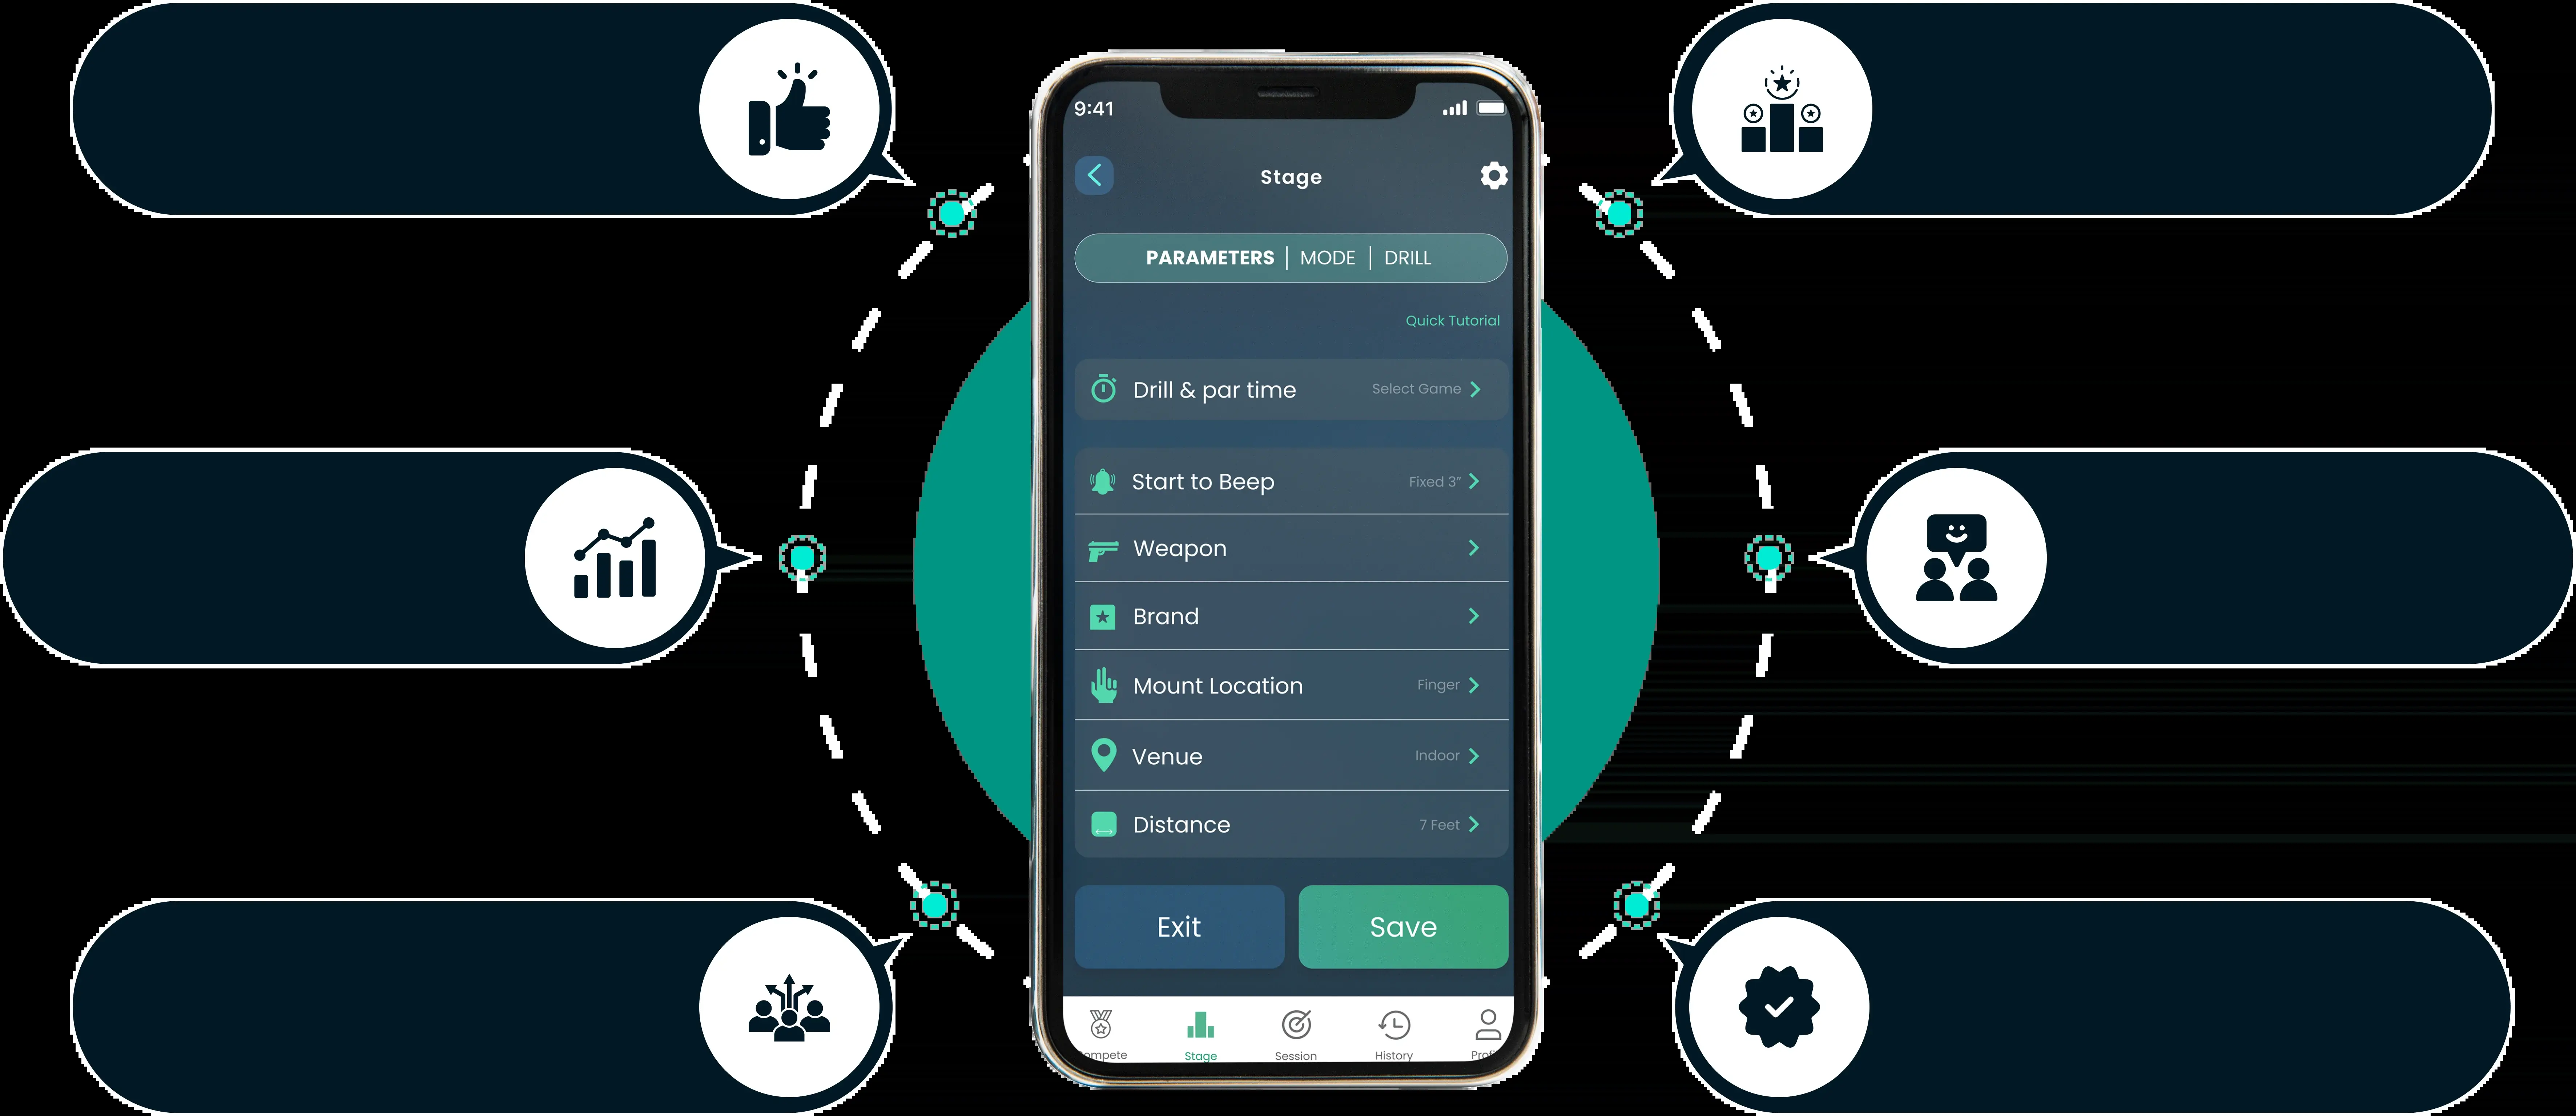 9:41
Stage
PARAMETERS | MODE | DRILL
Quick Tutorial
Drill & par time Select Game
Start to Beep Fixed 3”
Weapon
Brand
Mount Location Finger
Venue Indoor
Distance 7 Feet
Exit Save
ompete Stage Session History Profi